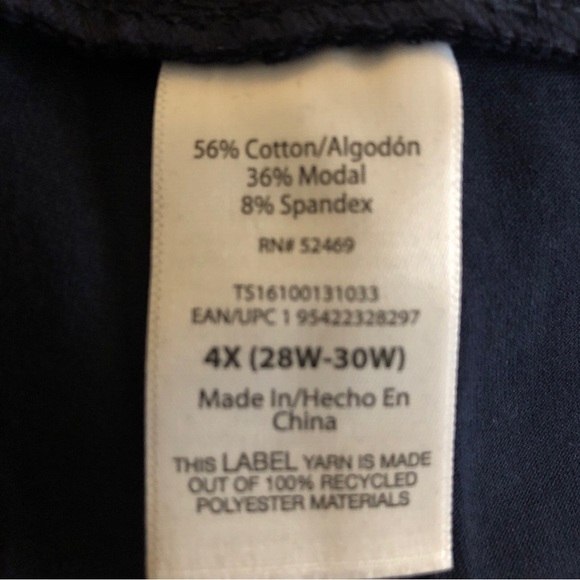 56% Cotton/Algodón
36% Modal
8% Spandex
RN# 52469
TS16100131033
EAN/UPC 1 95422328297
4X (28W-30W)
Made In/Hecho En
China
THIS LABEL YARN IS MADE
OUT OF 100% RECYCLED
POLYESTER MATERIALS